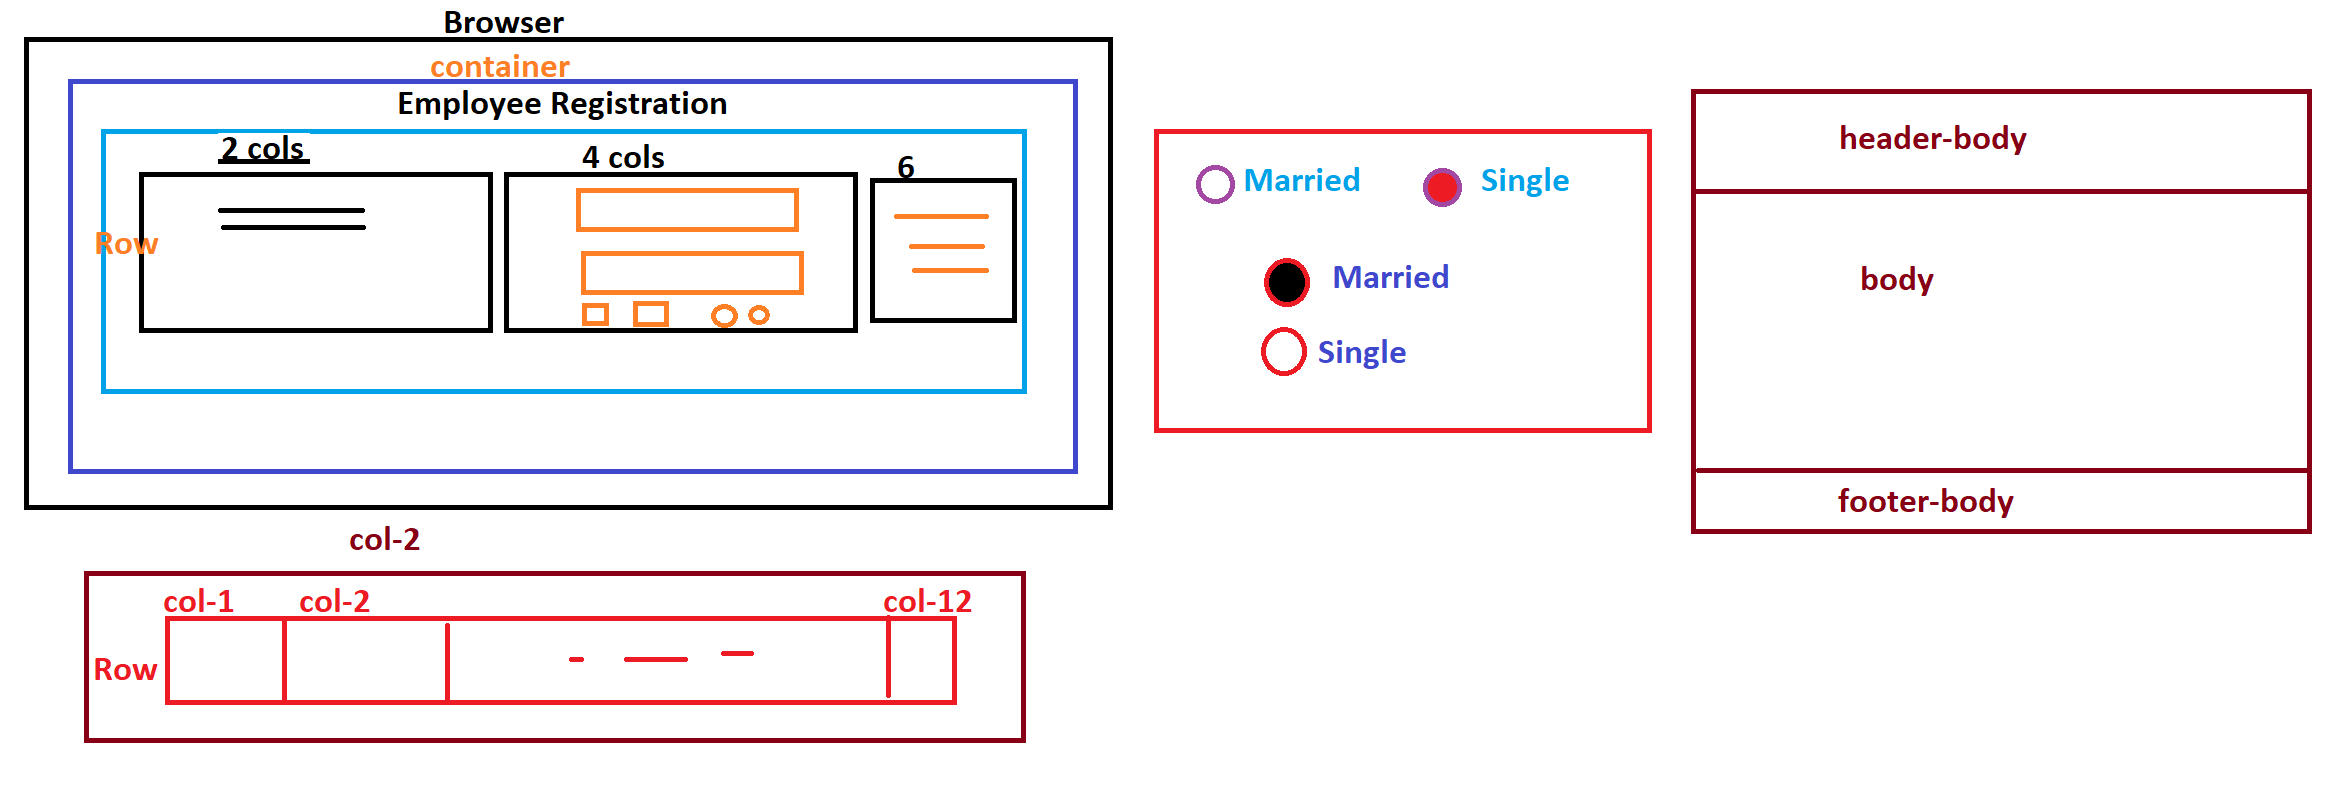 Browser
container
Employee Registration
2 cols
4 cols
6
Row
col-2
col-1 col-2 col-12
Row
Married Single
Married
Single
header-body
body
footer-body